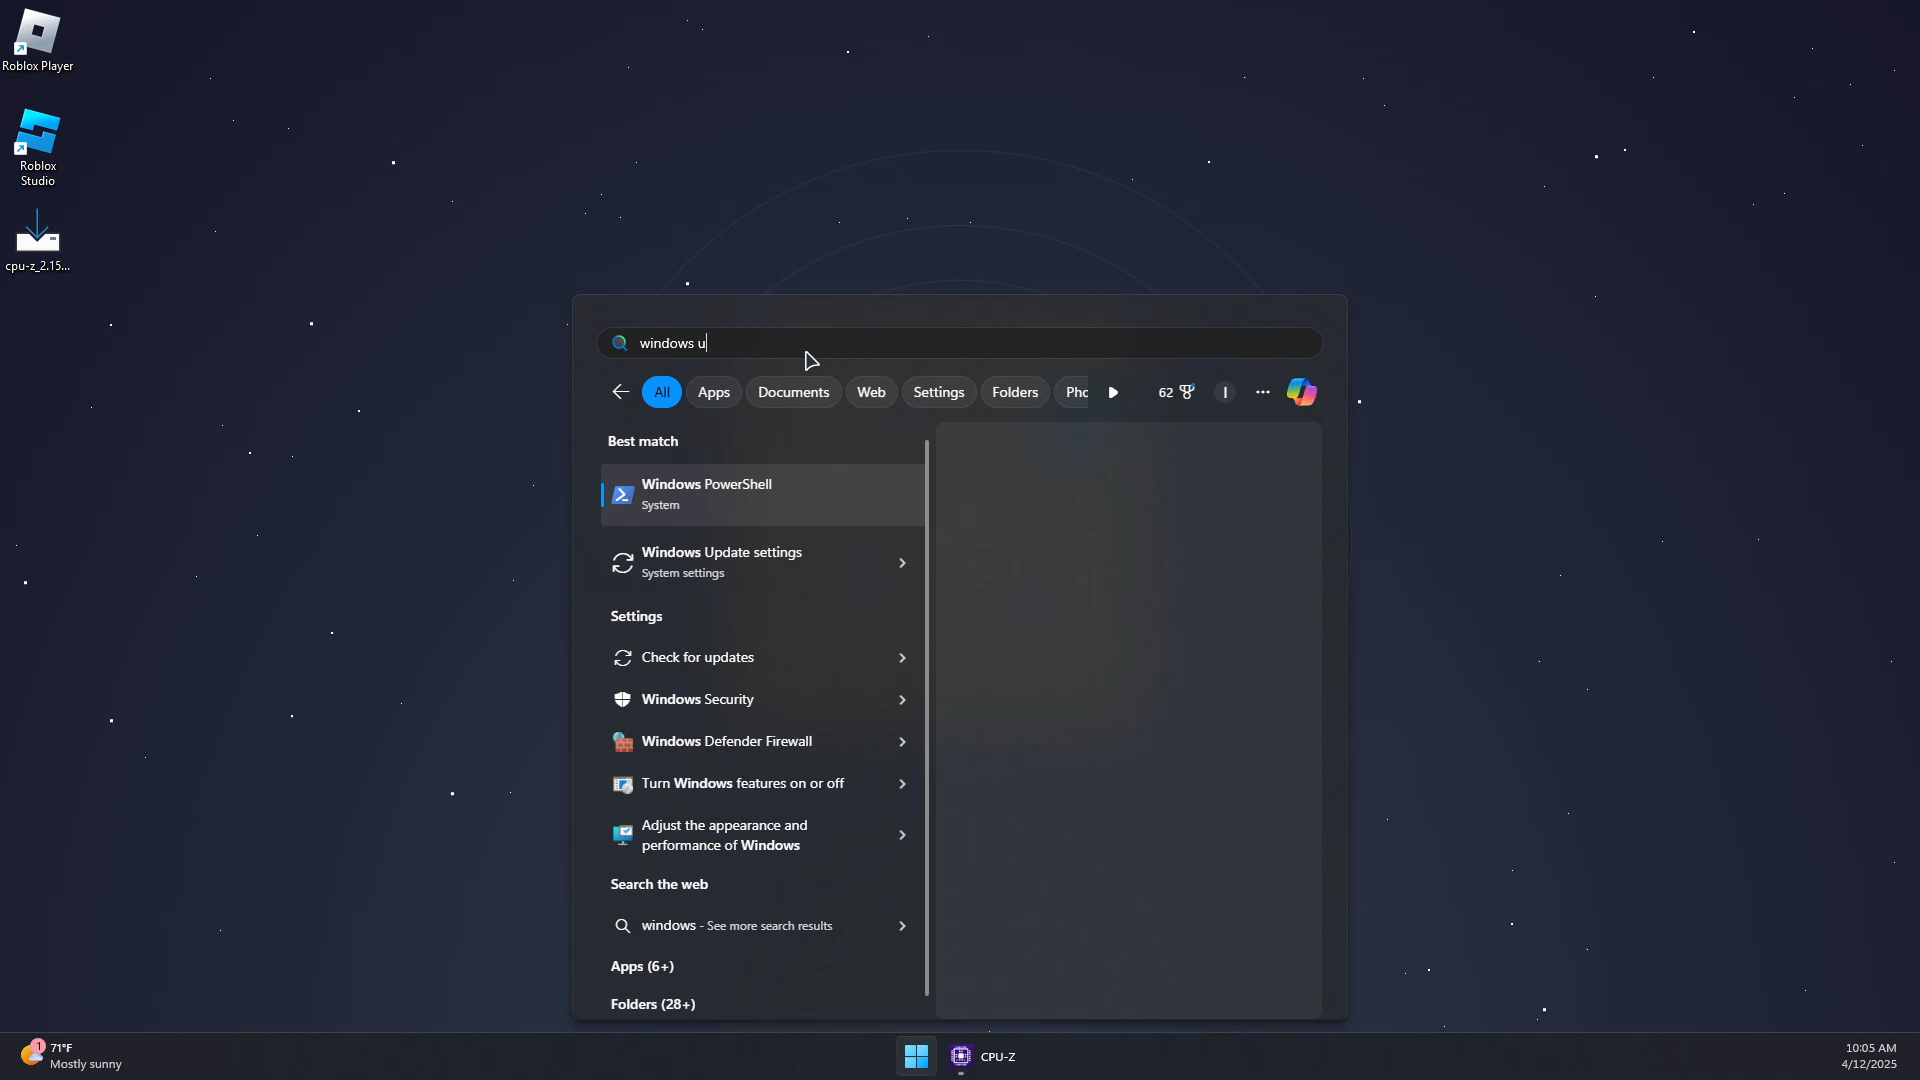 Roblox Player
Roblox
Studio
cpu-z_2.15...
windows u
All
Apps
Documents
Web
Settings
Folders
Pho
62
I
Best match
Windows PowerShell
System
Windows Update settings
System settings
Settings
Check for updates
Windows Security
Windows Defender Firewall
Turn Windows features on or off
Adjust the appearance and
performance of Windows
Search the web
windows - See more search results
Apps (6+)
Folders (28+)
1
71°F
Mostly sunny
CPU-Z
10:05 AM
4/12/2025